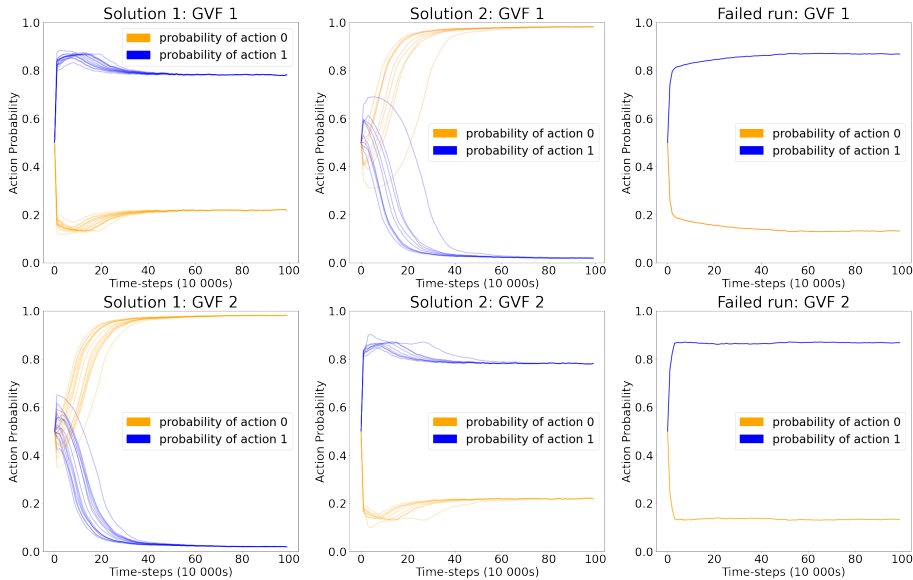 Solution 1: GVF 1
Action Probability
1.0
0.8
0.6
0.4
0.2
0.0
probability of action 0
probability of action 1
0 20 40 60 80 100
Time-steps (10 000s)
Solution 2: GVF 1
Action Probability
1.0
0.8
0.6
0.4
0.2
0.0
probability of action 0
probability of action 1
0 20 40 60 80 100
Time-steps (10 000s)
Failed run: GVF 1
Action Probability
1.0
0.8
0.6
0.4
0.2
0.0
probability of action 0
probability of action 1
0 20 40 60 80 100
Time-steps (10 000s)
Solution 1: GVF 2
Action Probability
1.0
0.8
0.6
0.4
0.2
0.0
probability of action 0
probability of action 1
0 20 40 60 80 100
Time-steps (10 000s)
Solution 2: GVF 2
Action Probability
1.0
0.8
0.6
0.4
0.2
0.0
probability of action 0
probability of action 1
0 20 40 60 80 100
Time-steps (10 000s)
Failed run: GVF 2
Action Probability
1.0
0.8
0.6
0.4
0.2
0.0
probability of action 0
probability of action 1
0 20 40 60 80 100
Time-steps (10 000s)